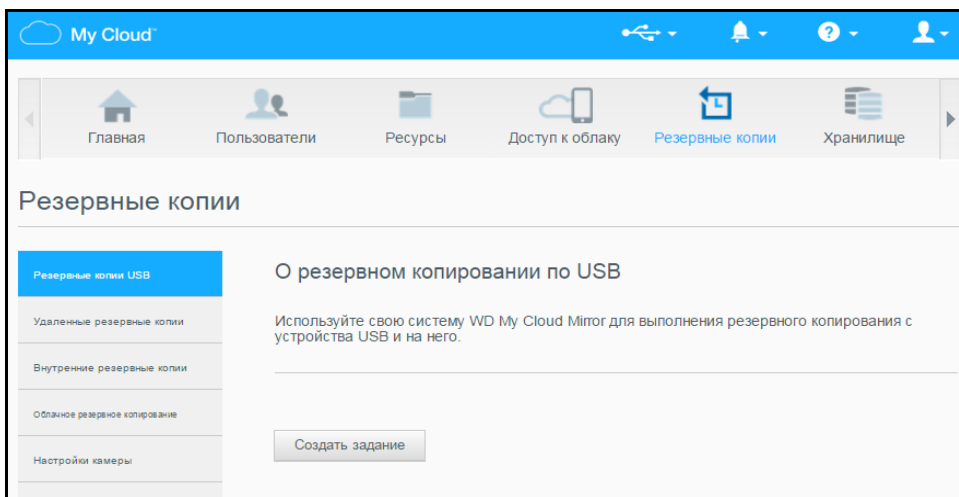 My Cloud™
?
Главная
Пользователи
Ресурсы
Доступ к облаку
Резервные копии
Хранилище
Резервные копии
Резервные копии USB
Удаленные резервные копии
Внутренние резервные копии
Облачное резервное копирование
Настройки камеры
О резервном копировании по USB
Используйте свою систему WD My Cloud Mirror для выполнения резервного копирования с
устройства USB и на него.
Создать задание